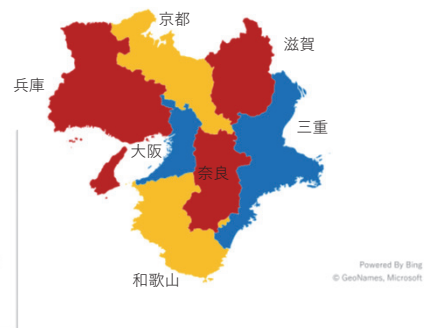 京都
滋賀
兵庫
三重
大阪
奈良
和歌山
Powered By Bing
© GeoNames, Microsoft